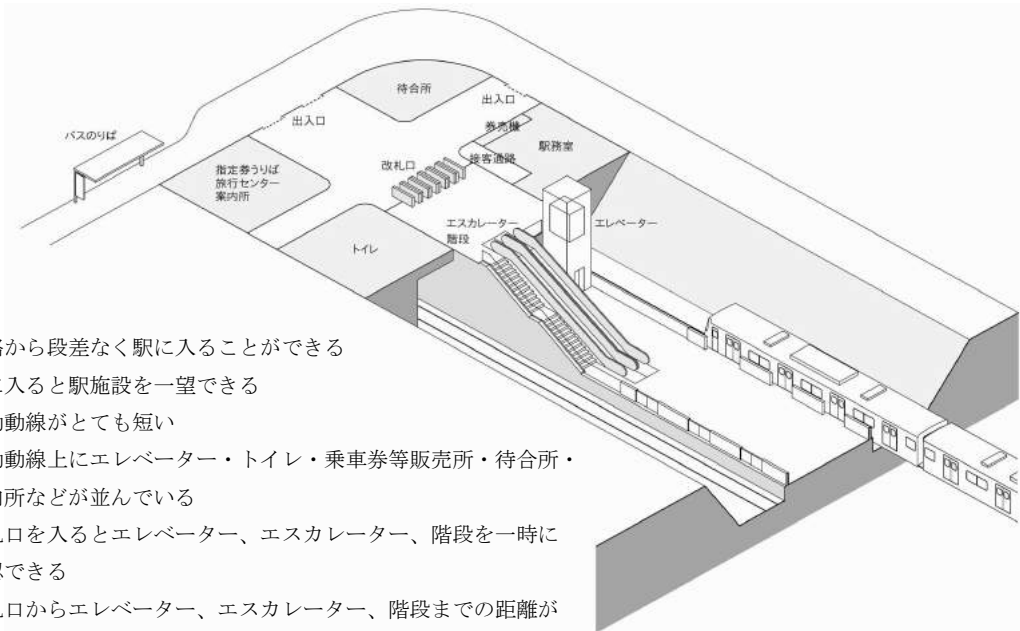 待合所
出入口
出入口
バスのりば
券売機
駅務室
改札口
接客通路
指定券うりば
旅行センター
案内所
エスカレーター
階段
エレベーター
トイレ
から段差なく駅に入ることができる
入ると駅施設を一望できる
動線がとても短い
動線上にエレベーター・トイレ・乗車券等販売所・待合所・
所などが並んでいる
口を入るとエレベーター、エスカレーター、階段を一時に
できる
口からエレベーター、エスカレーター、階段までの距離が